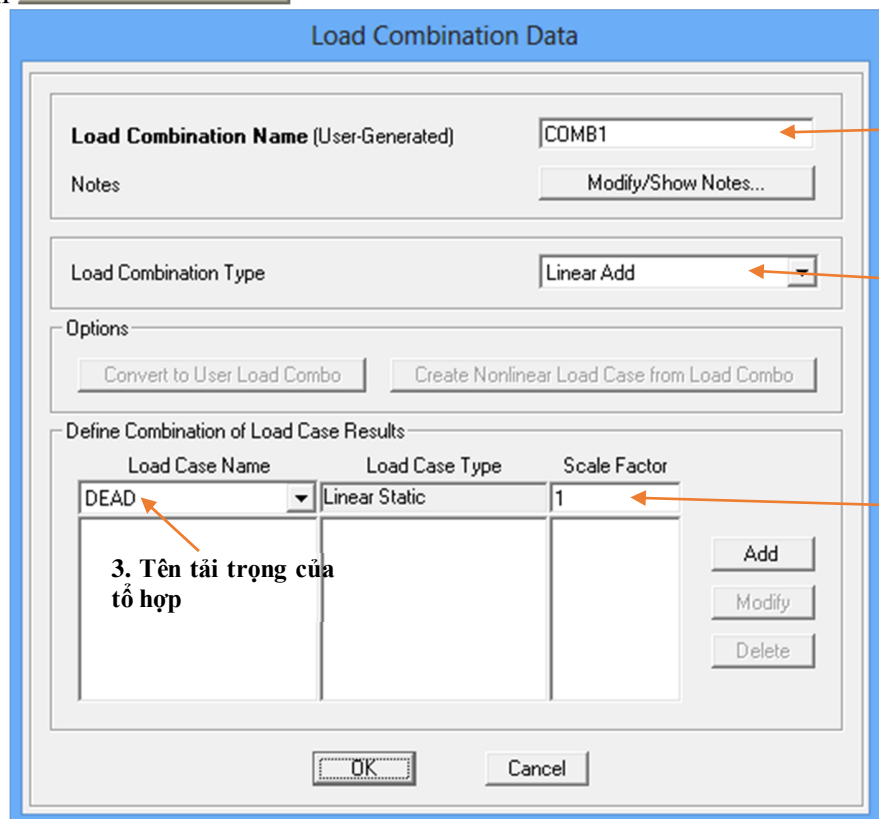 Load Combination Data
Load Combination Name (User-Generated)
COMB1
Notes
Modify/Show Notes...
Load Combination Type
Linear Add
Options
Convert to User Load Combo
Create Nonlinear Load Case from Load Combo
Define Combination of Load Case Results
Load Case Name
Load Case Type
Scale Factor
DEAD
Linear Static
1
3. Tên tải trọng của
tổ hợp
Add
Modify
Delete
OK
Cancel